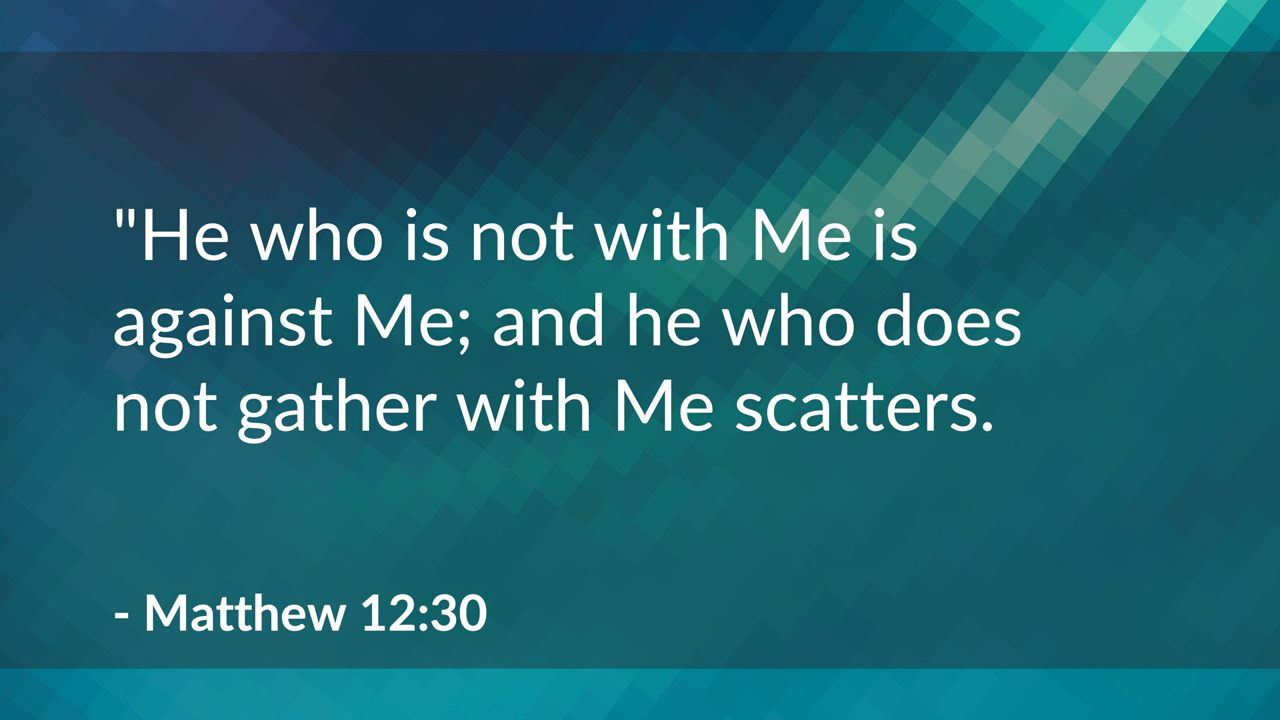 "He who is not with Me is
against Me; and he who does
not gather with Me scatters.
- Matthew 12:30